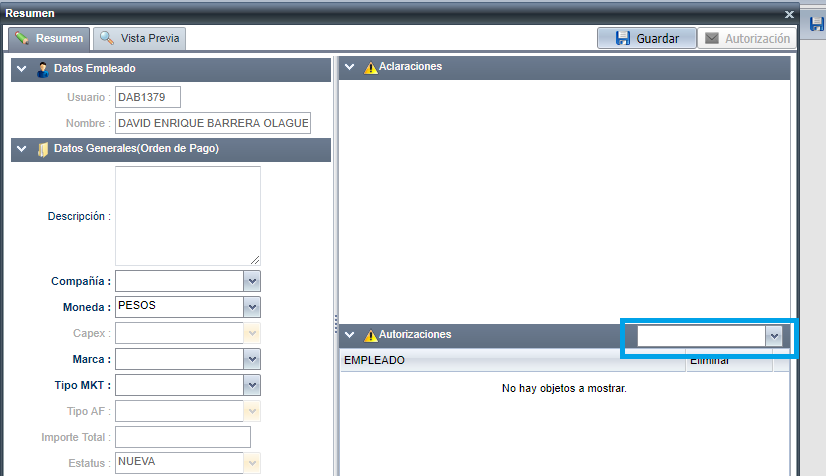 Resumen
Resumen
Vista Previa
Guardar
Autorización
Datos Empleado
Usuario : DAB1379
Nombre : DAVID ENRIQUE BARRERA OLAGUE
Datos Generales(Orden de Pago)
Descripción :
Compañía :
Moneda : PESOS
Capex :
Marca :
Tipo MKT :
Tipo AF :
Importe Total :
Estatus : NUEVA
Aclaraciones
Autorizaciones
EMPLEADO
Eliminar
No hay objetos a mostrar.